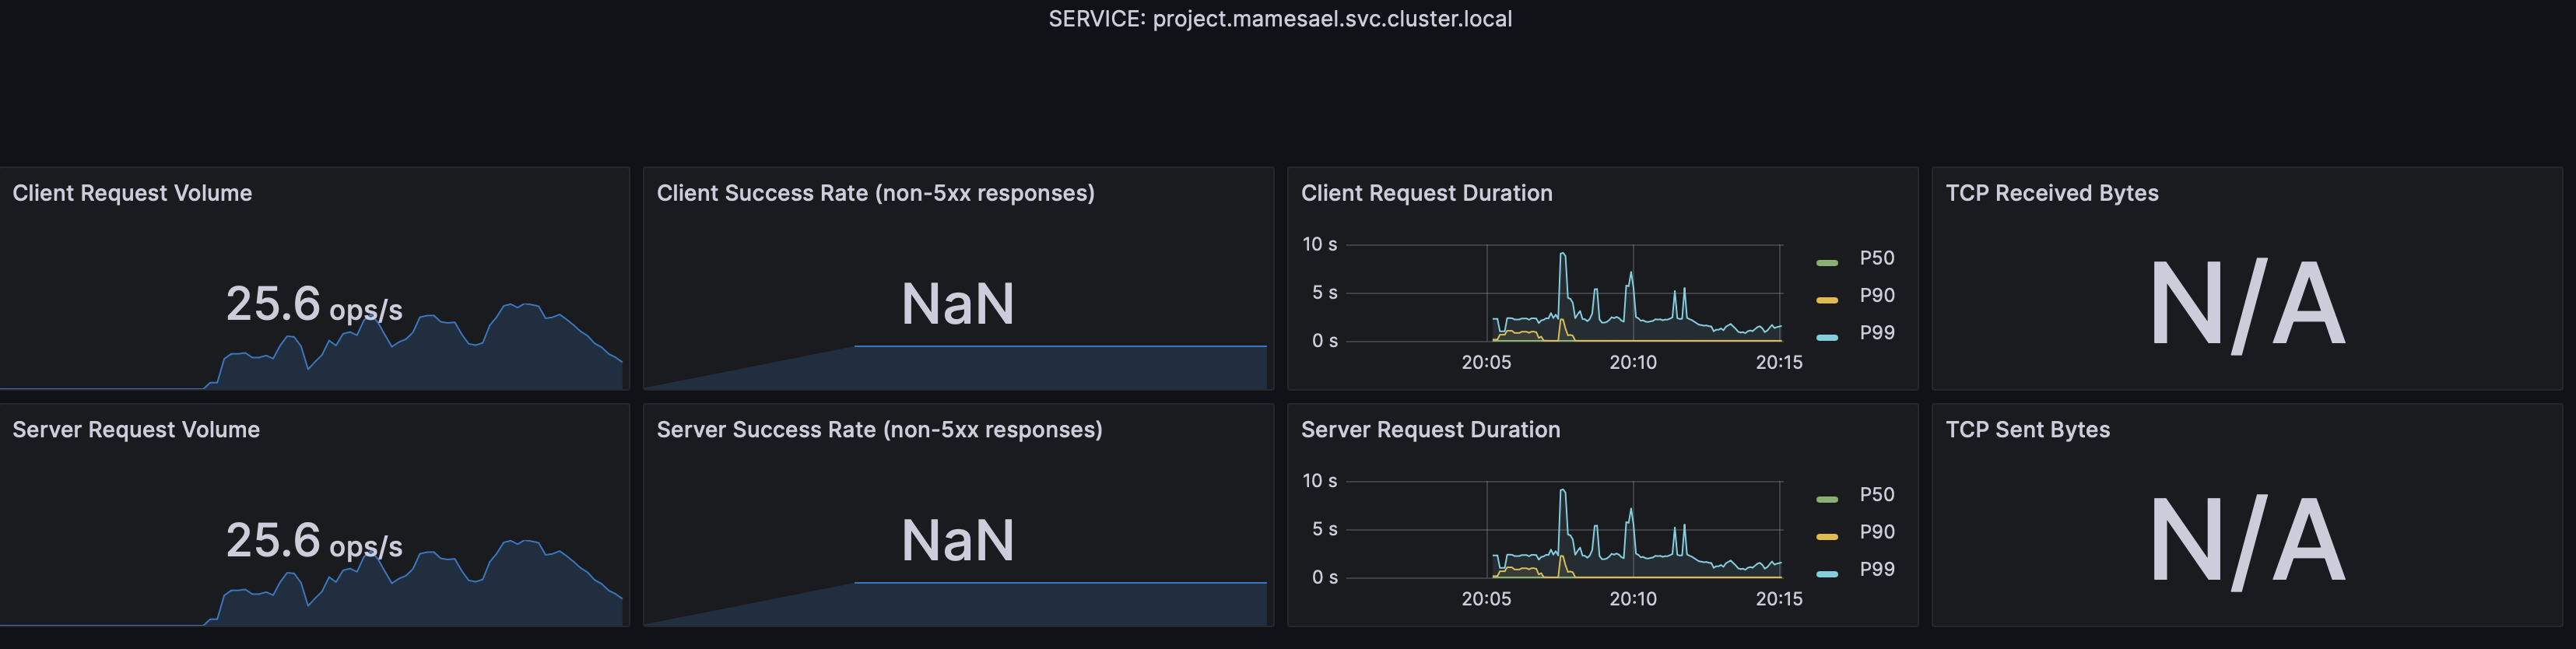 SERVICE: project.mamesael.svc.cluster.local
Client Request Volume
25.6 ops/s
Client Success Rate (non-5xx responses)
NaN
Client Request Duration
10 s
5 s
0 s
20:05 20:10 20:15
P50
P90
P99
TCP Received Bytes
N/A
Server Request Volume
25.6 ops/s
Server Success Rate (non-5xx responses)
NaN
Server Request Duration
10 s
5 s
0 s
20:05 20:10 20:15
P50
P90
P99
TCP Sent Bytes
N/A